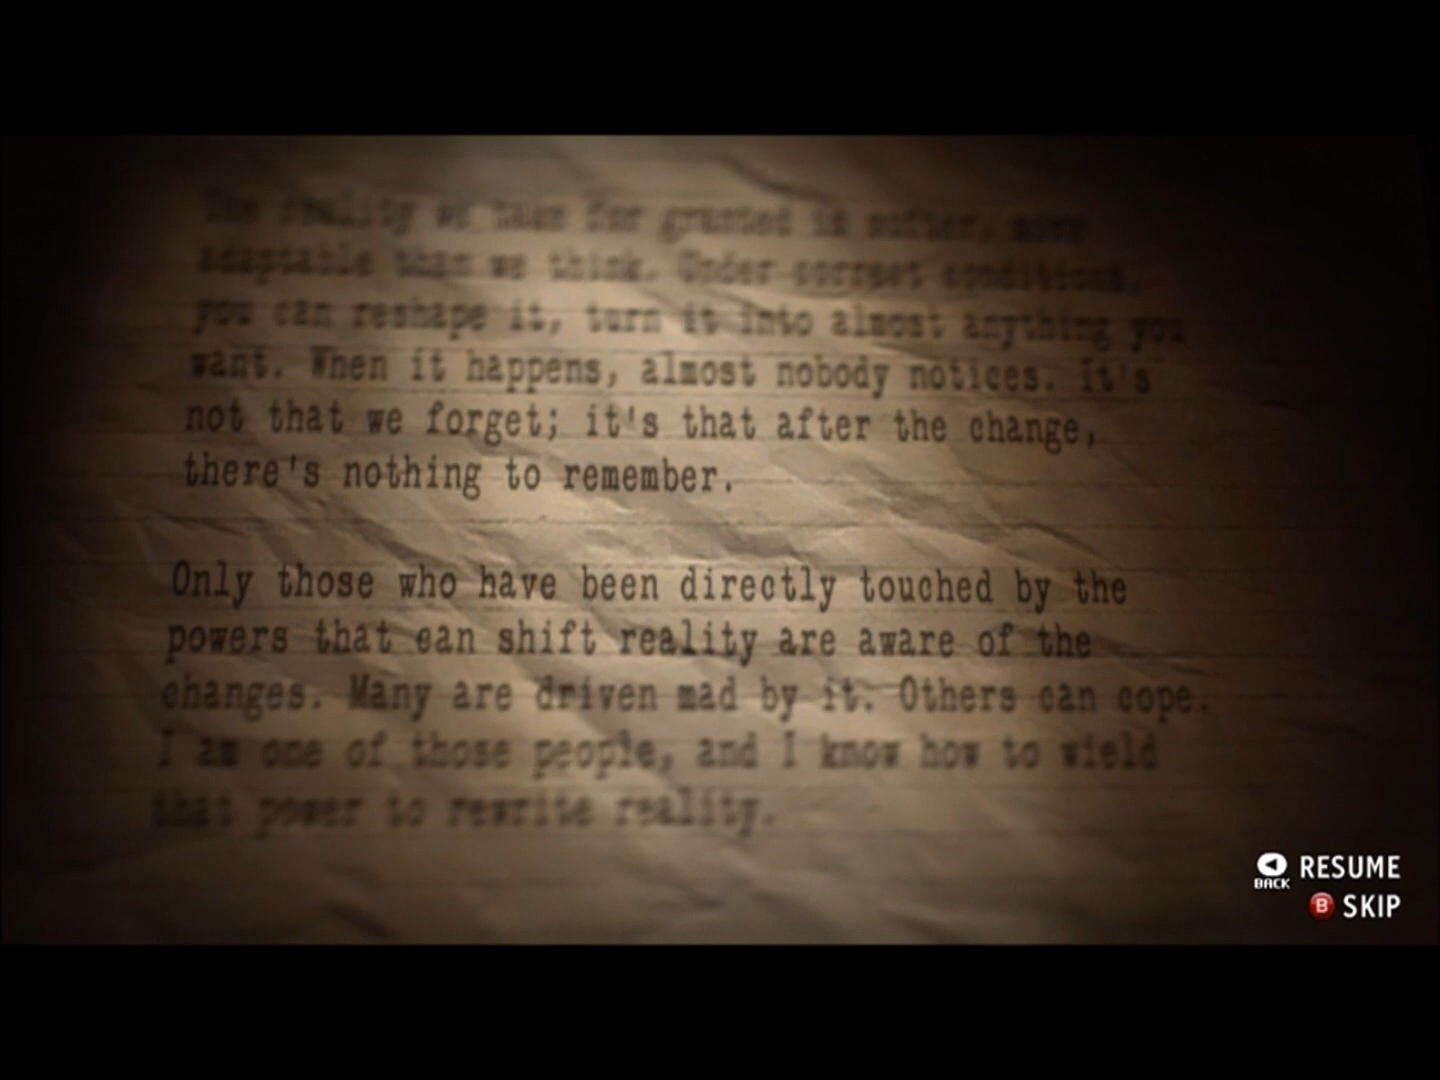 The reality we take for granted is softer, more
adaptable than we think. Under correct conditions,
you can reshape it, turn it into almost anything you
want. When it happens, almost nobody notices. It's
not that we forget; it's that after the change,
there's nothing to remember.
Only those who have been directly touched by the
powers that can shift reality are aware of the
changes. Many are driven mad by it. Others can cope.
I am one of those people, and I know how to wield
that power to rewrite reality.
BACK RESUME
B SKIP